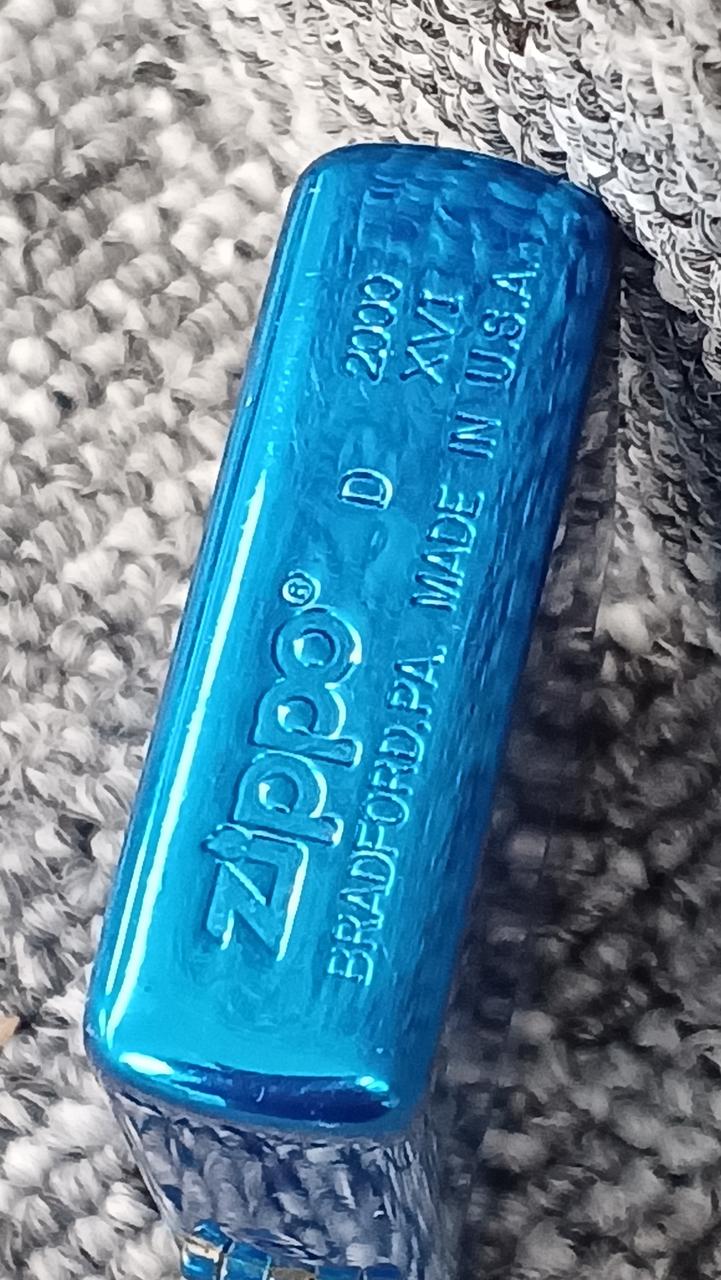 zippo® D 2000
XVI
BRADFORD.PA. MADE IN U.S.A.